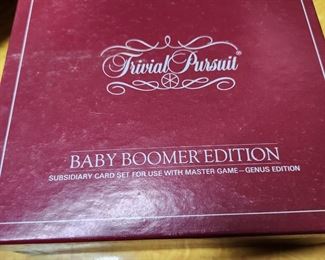 Trivial Pursuit®
BABY BOOMER® EDITION
SUBSIDIARY CARD SET FOR USE WITH MASTER GAME—GENUS EDITION